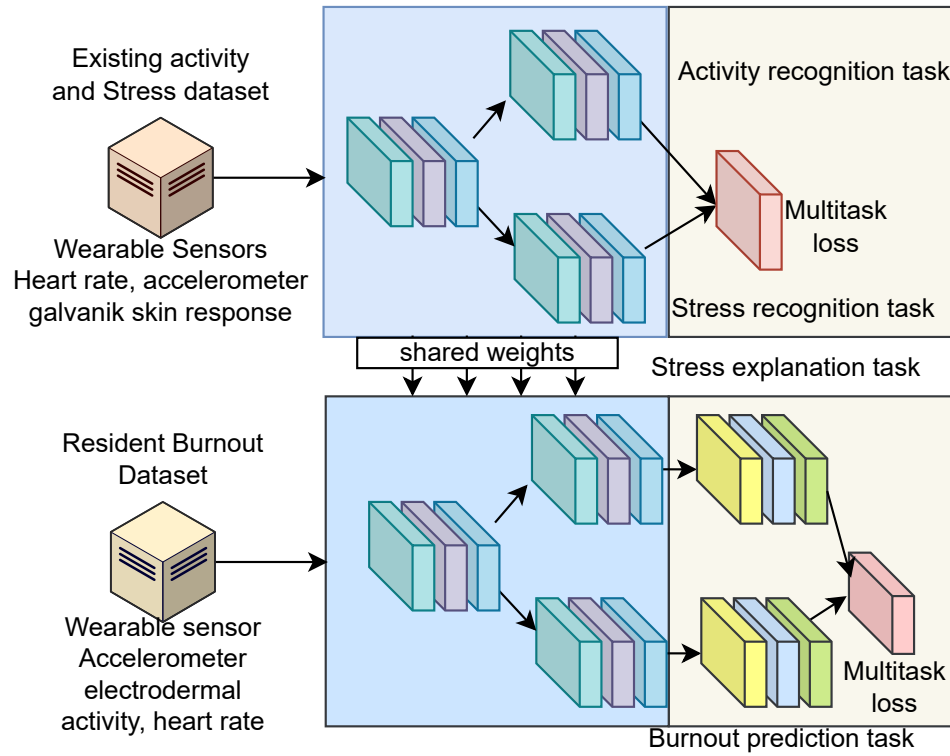 Existing activity
and Stress dataset
Wearable Sensors
Heart rate, accelerometer
galvanik skin response
Activity recognition task
Multitask
loss
Stress recognition task
shared weights
Stress explanation task
Resident Burnout
Dataset
Wearable sensor
Accelerometer
electrodermal
activity, heart rate
Multitask
loss
Burnout prediction task